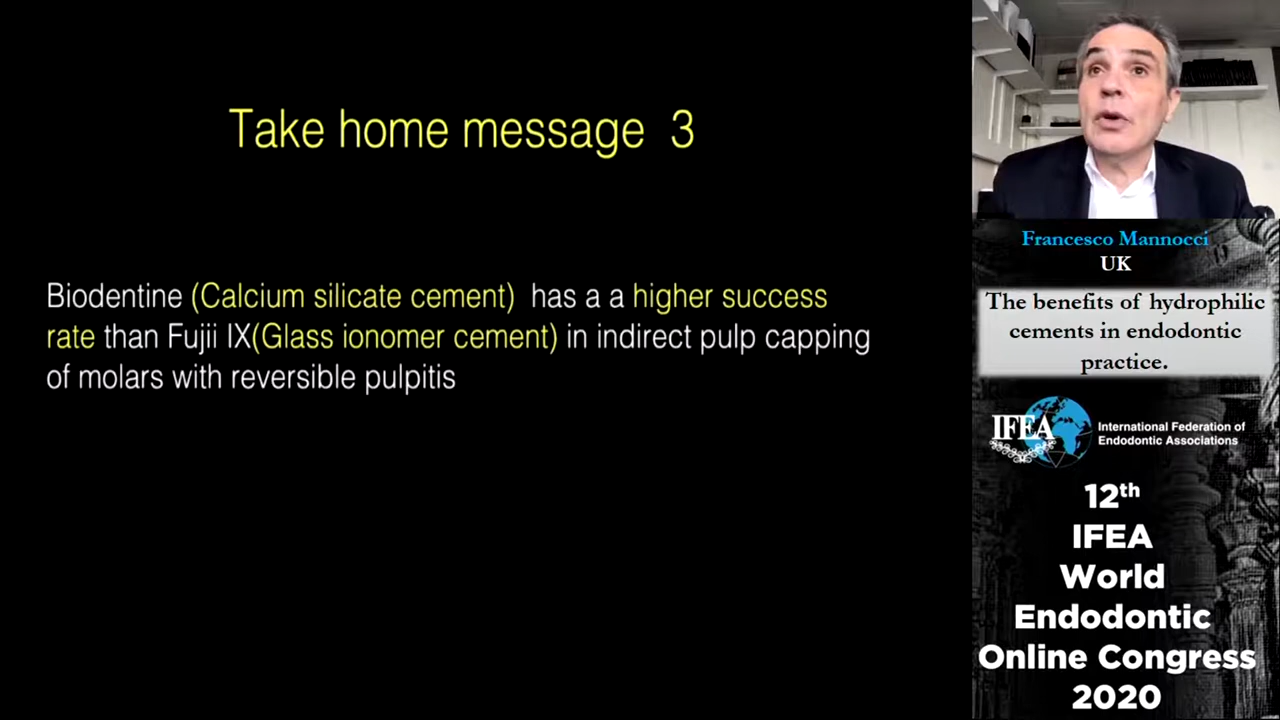 Take home message 3
Biodentine (Calcium silicate cement) has a a higher success
rate than Fujii IX(Glass ionomer cement) in indirect pulp capping
of molars with reversible pulpitis
Francesco Mannocci
UK
The benefits of hydrophilic
cements in endodontic
practice.
IFEA
International Federation of
Endodontic Associations
12th
IFEA
World
Endodontic
Online Congress
2020